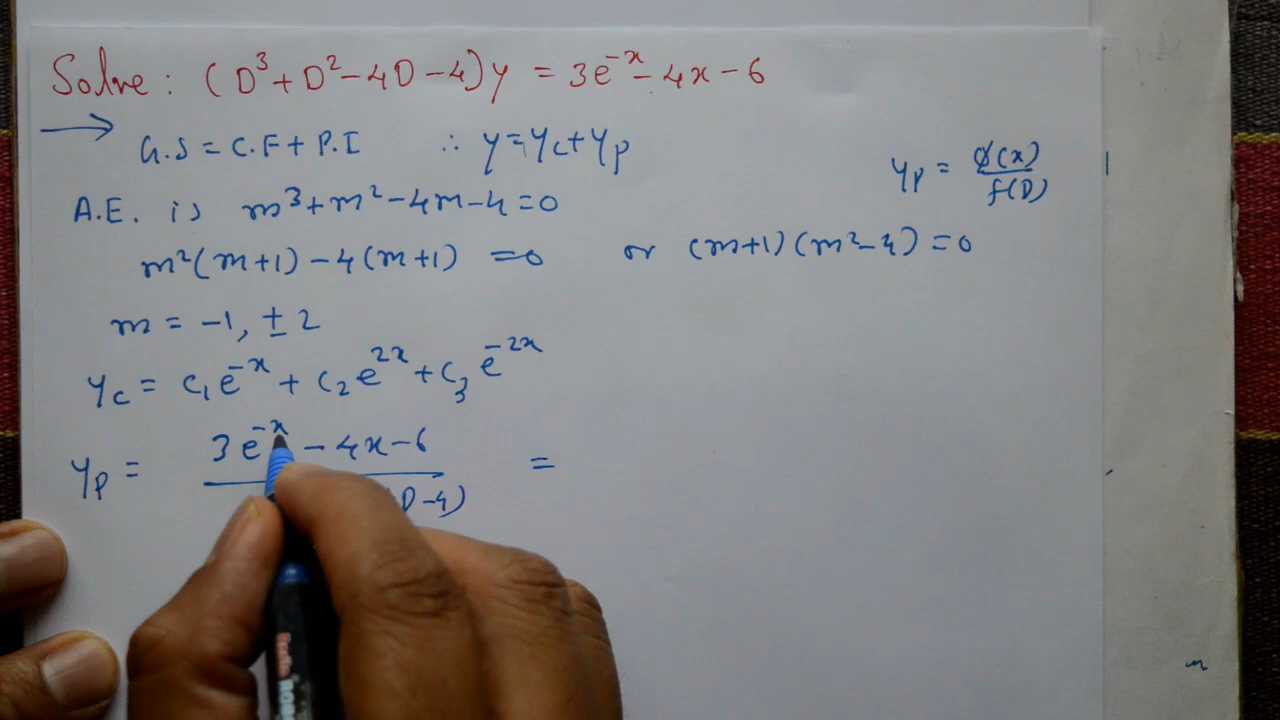 Solve : (D³ + D² - 4D - 4) y = 3e⁻ˣ - 4x - 6
→ G.S = C.F + P.I ∴ y = yc + yp
yp = ϕ(x)/f(D)
A.E. is m³ + m² - 4m - 4 = 0
m²(m+1) - 4(m+1) = 0 or (m+1)(m²-4) = 0
m = -1, ± 2
yc = c₁e⁻ˣ + c₂e²ˣ + c₃e⁻²ˣ
yp = 3e⁻ˣ - 4x - 6 =
D-4)